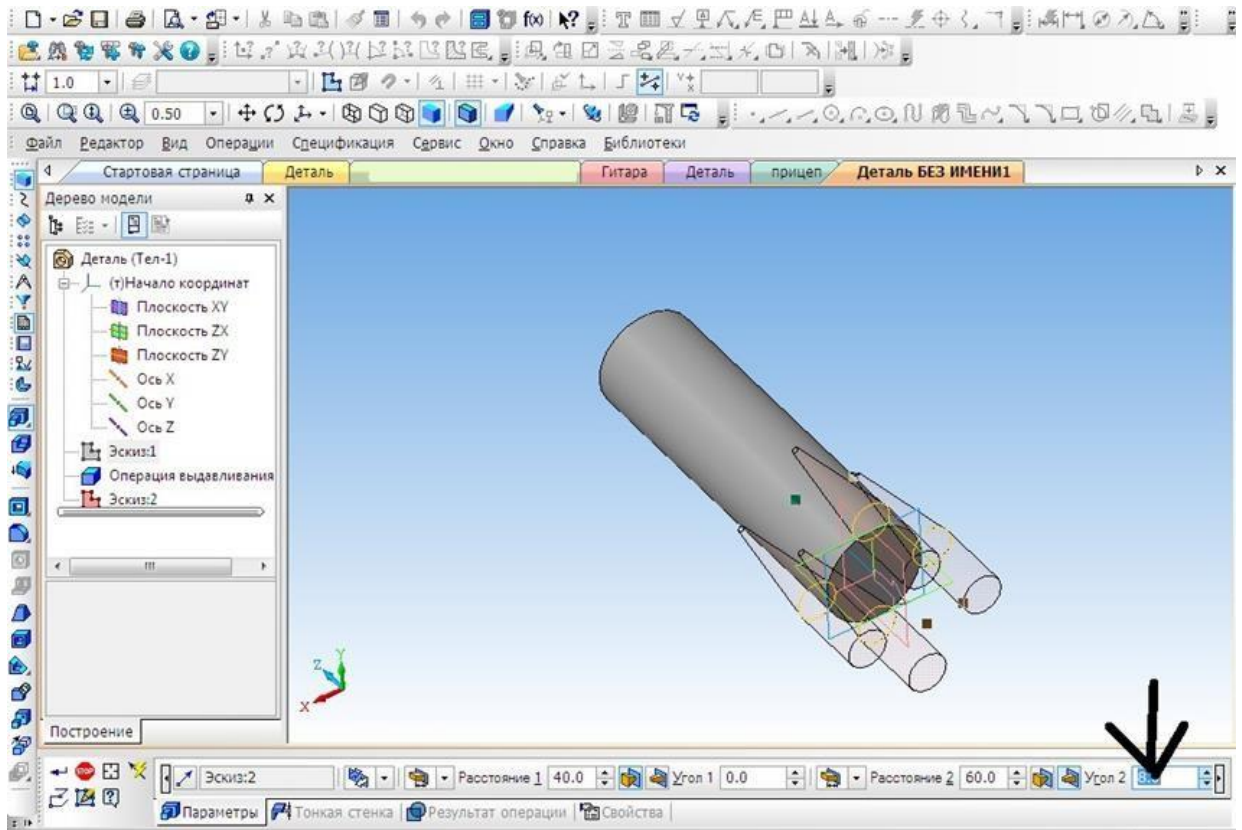 f(x)
1.0
0.50
Файл Редактор Вид Операции Спецификация Сервис Окно Справка Библиотеки
Стартовая страница Деталь Гитара Деталь прицеп Деталь БЕЗ ИМЕНИ1
Дерево модели
Деталь (Тел-1)
(т)Начало координат
Плоскость XY
Плоскость ZX
Плоскость ZY
Ось X
Ось Y
Ось Z
Эскиз:1
Операция выдавливания
Эскиз:2
Z Y
X
Построение
STOP Эскиз:2 Расстояние 1 40.0 Угол 1 0.0 Расстояние 2 60.0 Угол 2
Параметры Тонкая стенка Результат операции Свойства